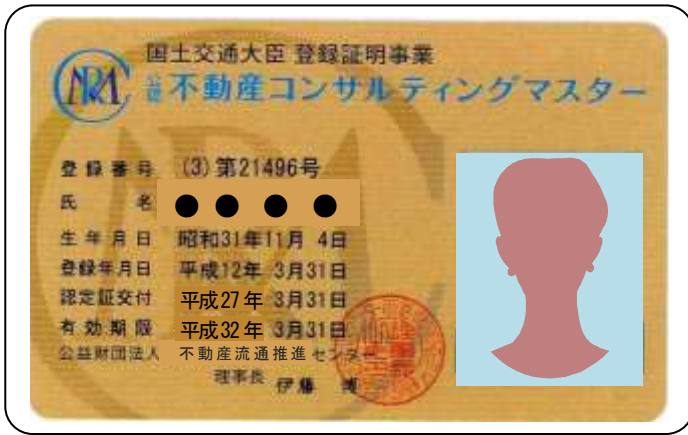 国土交通大臣 登録証明事業
公認 不動産コンサルティングマスター
登録番号 (3)第21496号
氏名 ●●●●
生年月日 昭和31年11月 4日
登録年月日 平成12年 3月31日
認定証交付 平成27年 3月31日
有効期限 平成32年 3月31日
公益財団法人 不動産流通推進センター
理事長 伊藤